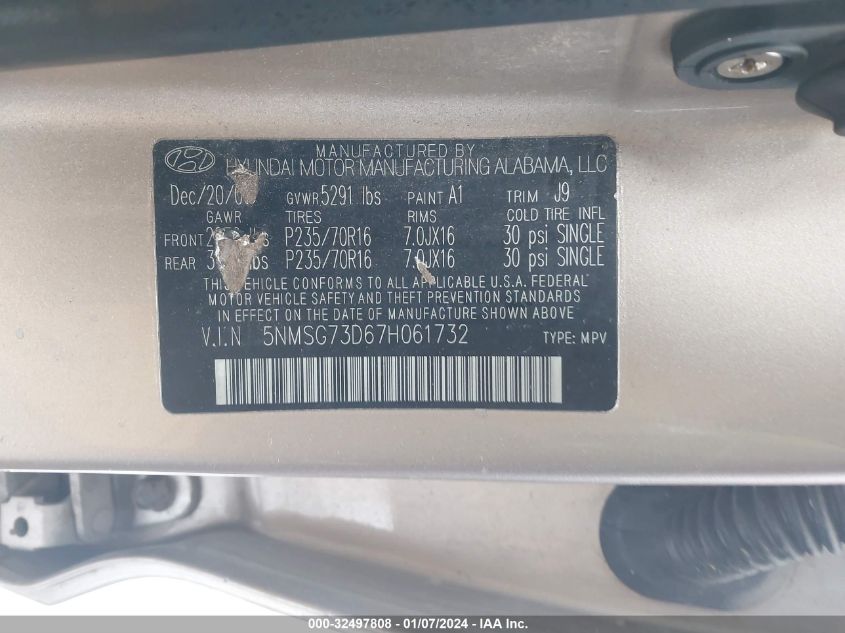 MANUFACTURED BY
HYUNDAI MOTOR MANUFACTURING ALABAMA, LLC
GVWR 5291 lbs PAINT A1 TRIM J9
GAWR TIRES RIMS COLD TIRE INFL
FRONT P235/70R16 7.0JX16 30 psi SINGLE
REAR lbs P235/70R16 7.0JX16 30 psi SINGLE
THIS VEHICLE CONFORMS TO ALL APPLICABLE U.S.A. FEDERAL
MOTOR VEHICLE SAFETY AND THEFT PREVENTION STANDARDS
IN EFFECT ON THE DATE OF MANUFACTURE SHOWN ABOVE
V.I.N 5NMSG73D67H061732 TYPE: MPV
000-32497808 - 01/07/2024 - IAA Inc.